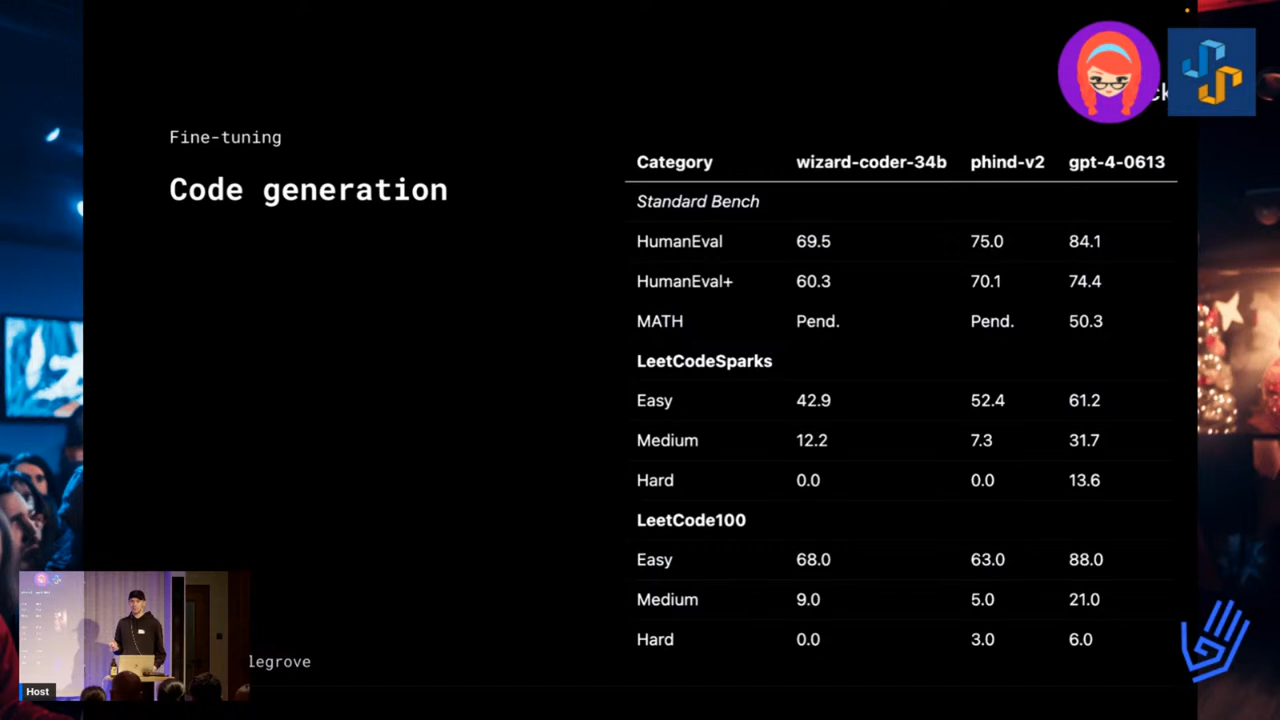 Fine-tuning
Code generation
Category wizard-coder-34b phind-v2 gpt-4-0613
Standard Bench
HumanEval 69.5 75.0 84.1
HumanEval+ 60.3 70.1 74.4
MATH Pend. Pend. 50.3
LeetCodeSparks
Easy 42.9 52.4 61.2
Medium 12.2 7.3 31.7
Hard 0.0 0.0 13.6
LeetCode100
Easy 68.0 63.0 88.0
Medium 9.0 5.0 21.0
Hard 0.0 3.0 6.0
legrove
Host